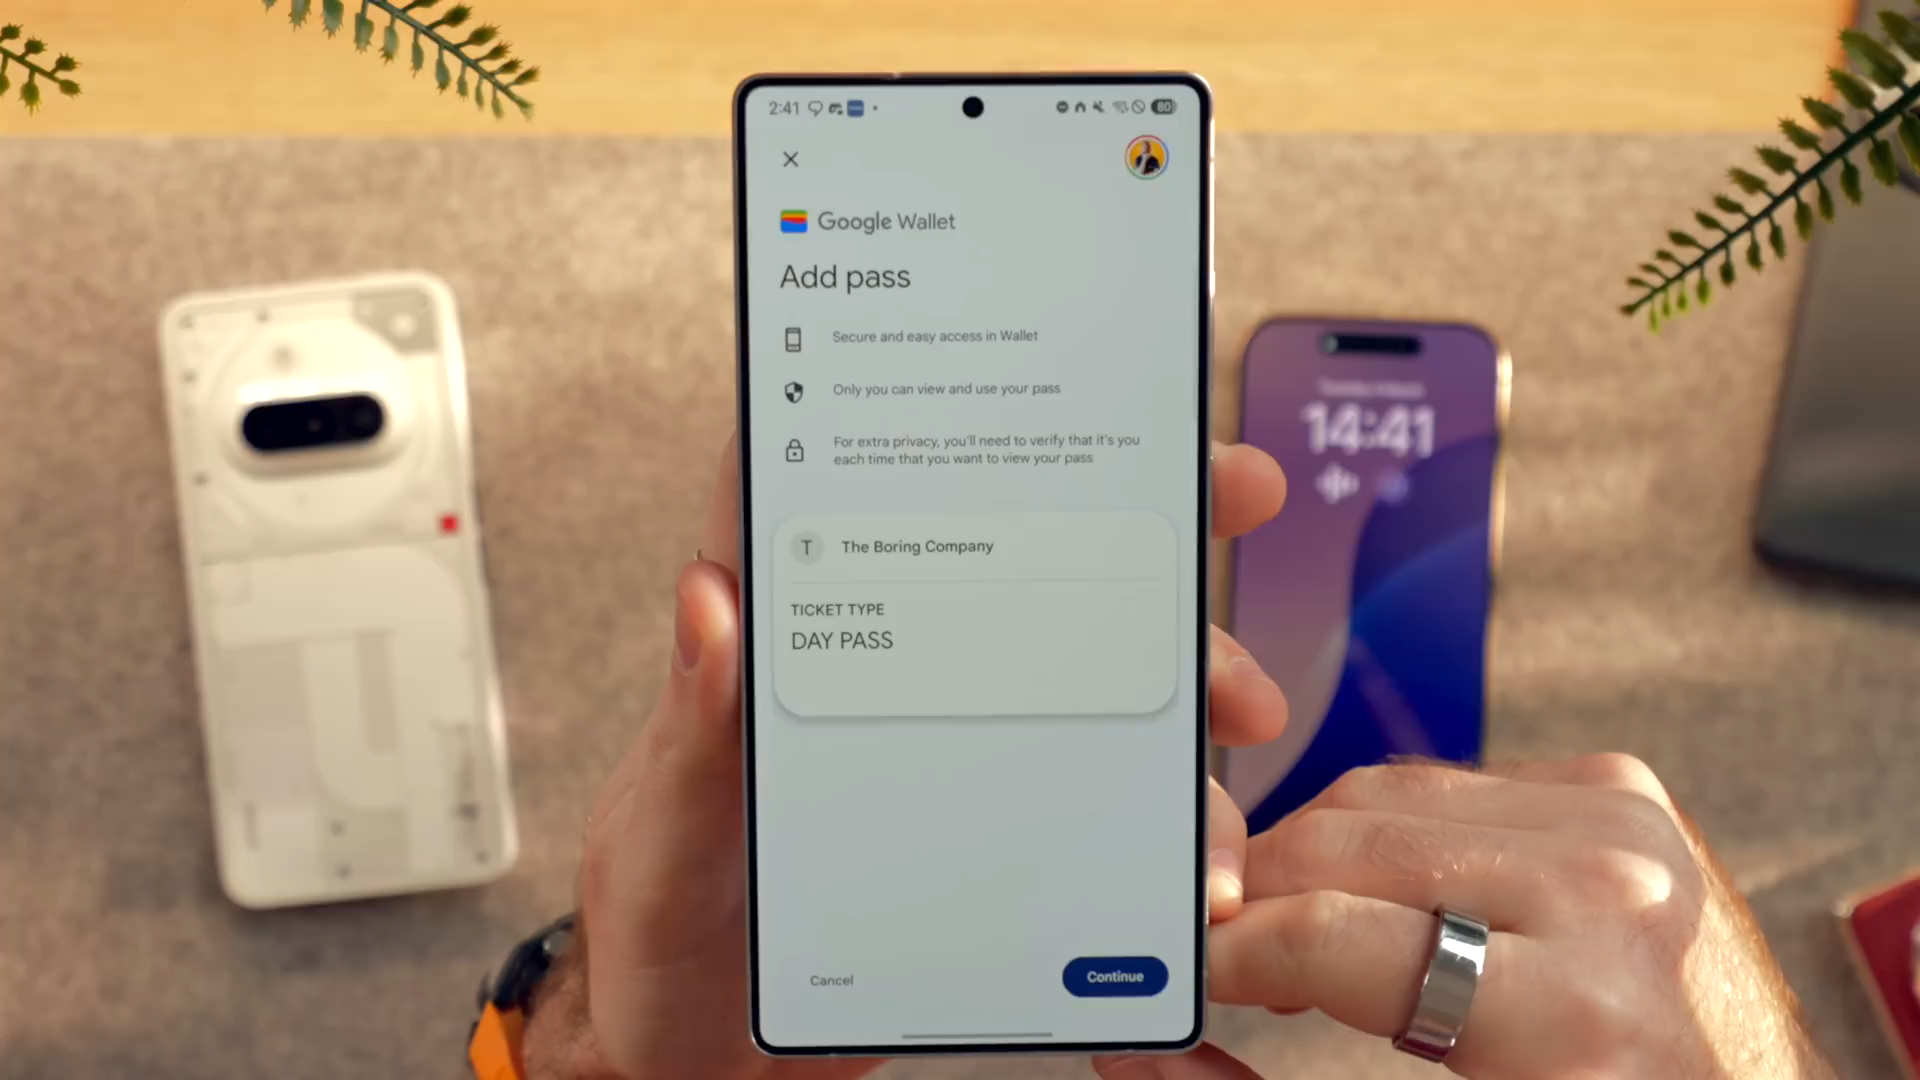 2:41
80
Google Wallet
Add pass
Secure and easy access in Wallet
Only you can view and use your pass
For extra privacy, you'll need to verify that it's you
each time that you want to view your pass
T The Boring Company
TICKET TYPE
DAY PASS
Cancel
Continue
14:41